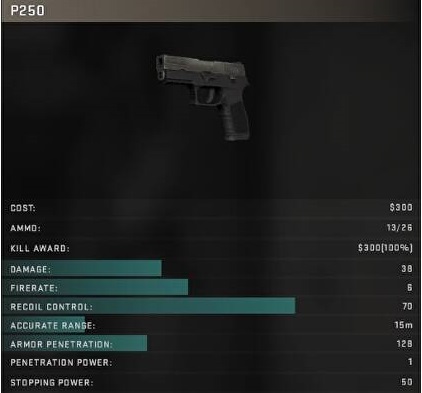 P250
COST: $300
AMMO: 13/26
KILL AWARD: $300(100%)
DAMAGE: 38
FIRERATE: 6
RECOIL CONTROL: 70
ACCURATE RANGE: 15m
ARMOR PENETRATION: 128
PENETRATION POWER: 1
STOPPING POWER: 50